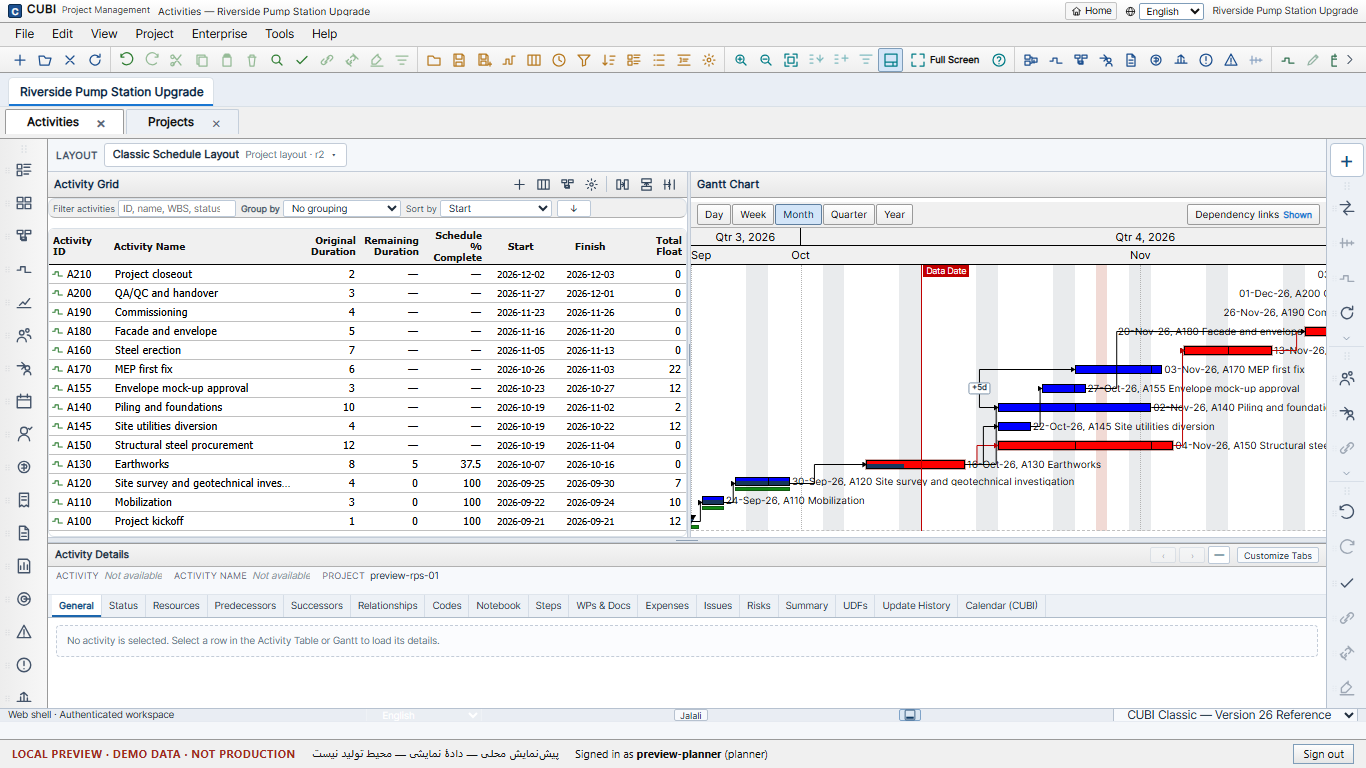 C CUBI Project Management Activities — Riverside Pump Station Upgrade Home English Riverside Pump Station Upgrade
File Edit View Project Enterprise Tools Help
Full Screen
Riverside Pump Station Upgrade
Activities × Projects ×
LAYOUT Classic Schedule Layout Project layout · r2
Activity Grid
Filter activities ID, name, WBS, status Group by No grouping Sort by Start ↓
Activity ID Activity Name Original Duration Remaining Duration Schedule % Complete Start Finish Total Float
A210 Project closeout 2 — — 2026-12-02 2026-12-03 0
A200 QA/QC and handover 3 — — 2026-11-27 2026-12-01 0
A190 Commissioning 4 — — 2026-11-23 2026-11-26 0
A180 Facade and envelope 5 — — 2026-11-16 2026-11-20 0
A160 Steel erection 7 — — 2026-11-05 2026-11-13 0
A170 MEP first fix 6 — — 2026-10-26 2026-11-03 22
A155 Envelope mock-up approval 3 — — 2026-10-23 2026-10-27 12
A140 Piling and foundations 10 — — 2026-10-19 2026-11-02 2
A145 Site utilities diversion 4 — — 2026-10-19 2026-10-22 12
A150 Structural steel procurement 12 — — 2026-10-19 2026-11-04 0
A130 Earthworks 8 5 37.5 2026-10-07 2026-10-16 0
A120 Site survey and geotechnical inves... 4 0 100 2026-09-25 2026-09-30 7
A110 Mobilization 3 0 100 2026-09-22 2026-09-24 10
A100 Project kickoff 1 0 100 2026-09-21 2026-09-21 12
Gantt Chart
Day Week Month Quarter Year Dependency links Shown
Qtr 3, 2026 Qtr 4, 2026
Sep Oct Nov
Data Date
03
01-Dec-26, A200
26-Nov-26, A190 Com
20-Nov-26, A180 Facade and envelope
13-Nov-26,
03-Nov-26, A170 MEP first fix
+5d
27-Oct-26, A155 Envelope mock-up approval
02-Nov-26, A140 Piling and foundati
22-Oct-26, A145 Site utilities diversion
04-Nov-26, A150 Structural stee
16-Oct-26, A130 Earthworks
30-Sep-26, A120 Site survey and geotechnical investigation
24-Sep-26, A110 Mobilization
Activity Details Customize Tabs
ACTIVITY Not available ACTIVITY NAME Not available PROJECT preview-rps-01
General Status Resources Predecessors Successors Relationships Codes Notebook Steps WPs & Docs Expenses Issues Risks Summary UDFs Update History Calendar (CUBI)
No activity is selected. Select a row in the Activity Table or Gantt to load its details.
Web shell · Authenticated workspace English Jalali CUBI Classic — Version 26 Reference
LOCAL PREVIEW · DEMO DATA · NOT PRODUCTION پیش‌نمایش محلی — دادهٔ نمایشی — محیط تولید نیست Signed in as preview-planner (planner) Sign out